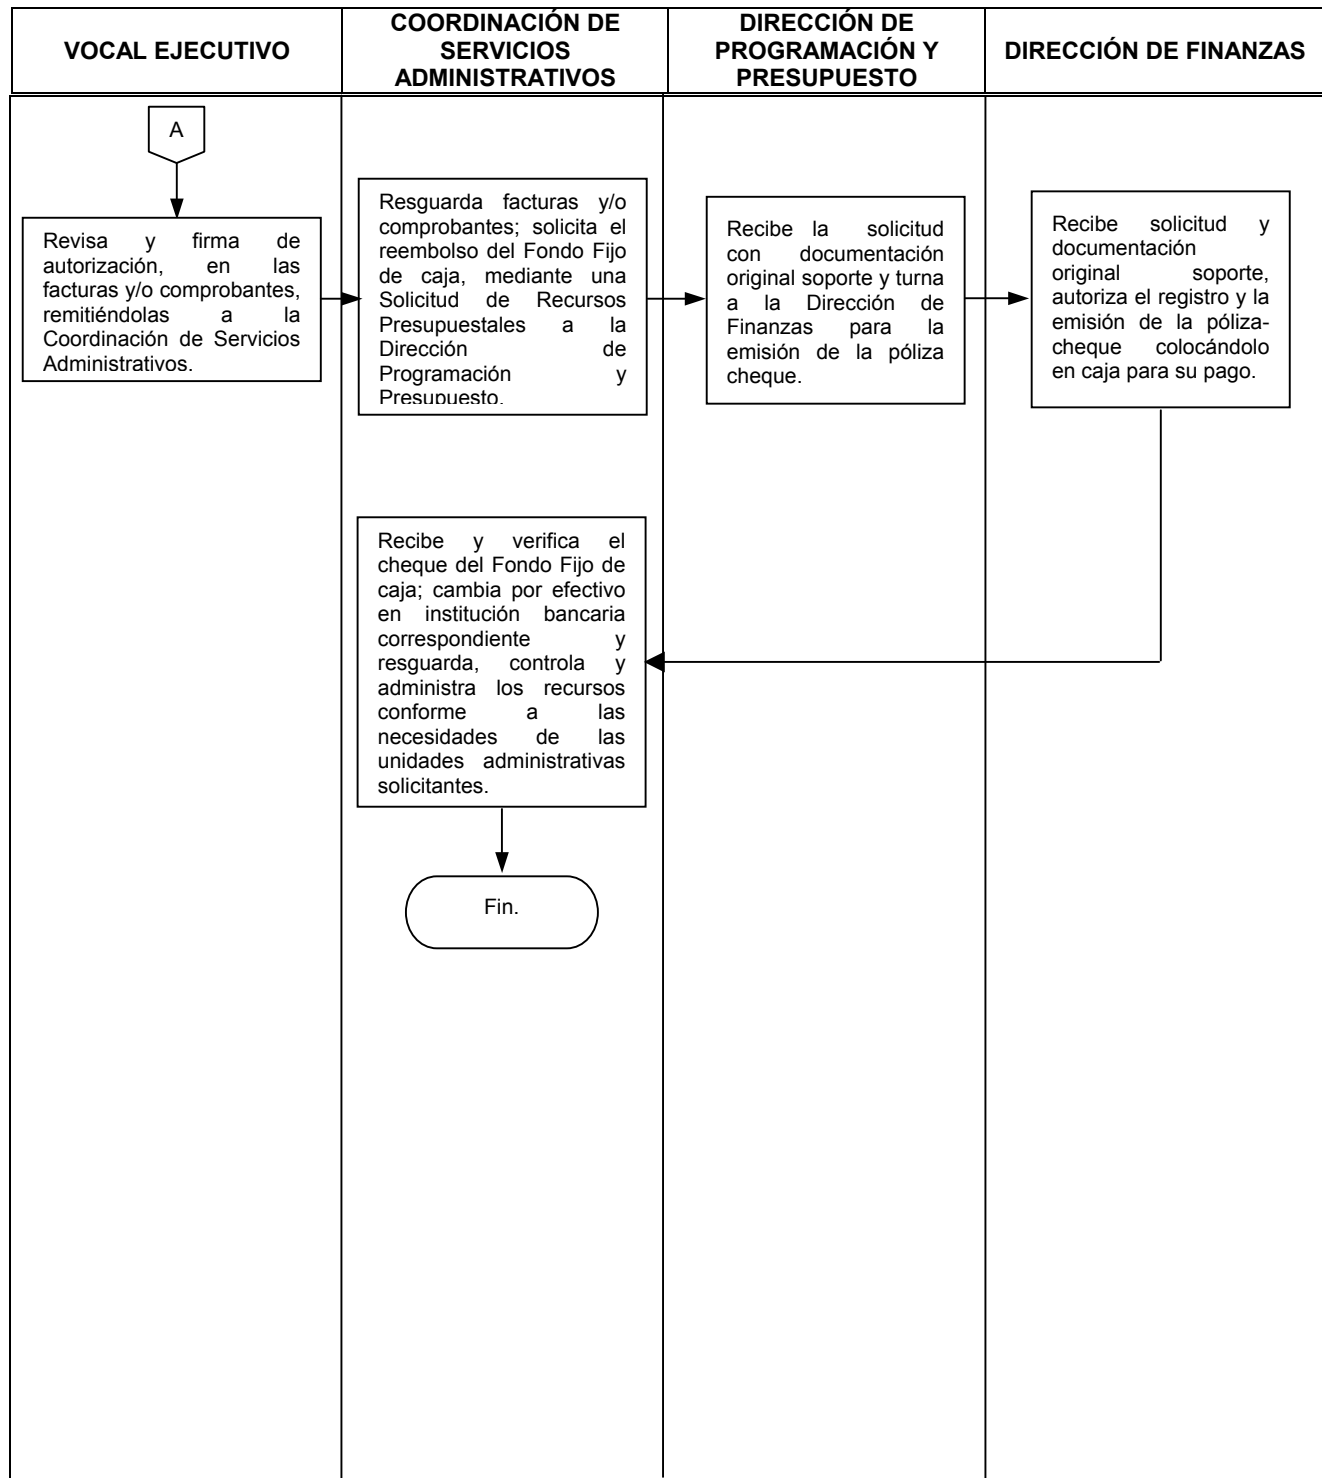 VOCAL EJECUTIVO
COORDINACIÓN DE
SERVICIOS
ADMINISTRATIVOS
DIRECCIÓN DE
PROGRAMACIÓN Y
PRESUPUESTO
DIRECCIÓN DE FINANZAS
A
Revisa y firma de
autorización, en las
facturas y/o comprobantes,
remitiéndolas a la
Coordinación de Servicios
Administrativos.
Resguarda facturas y/o
comprobantes; solicita el
reembolso del Fondo Fijo
de caja, mediante una
Solicitud de Recursos
Presupuestales a la
Dirección de
Programación y
Presupuesto.
Recibe la solicitud
con documentación
original soporte y turna
a la Dirección de
Finanzas para la
emisión de la póliza
cheque.
Recibe solicitud y
documentación
original soporte,
autoriza el registro y la
emisión de la póliza-
cheque colocándolo
en caja para su pago.
Recibe y verifica el
cheque del Fondo Fijo de
caja; cambia por efectivo
en institución bancaria
correspondiente y
resguarda, controla y
administra los recursos
conforme a las
necesidades de las
unidades administrativas
solicitantes.
Fin.